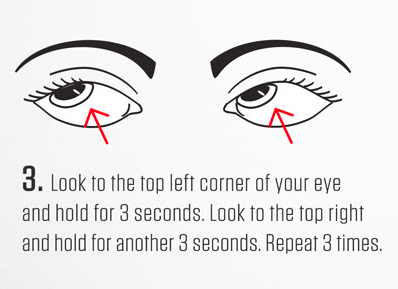 3. Look to the top left corner of your eye
and hold for 3 seconds. Look to the top right
and hold for another 3 seconds. Repeat 3 times.